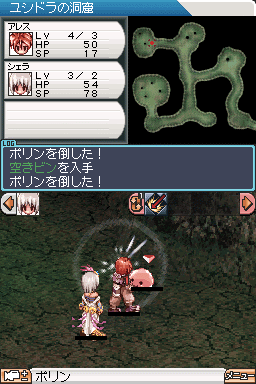 ユシドラの洞窟
アレス
Lv 4/ 3
HP 50
SP 17
シェラ
Lv 3/ 2
HP 54
SP 78
LOG
ポリンを倒した！
空きビンを入手
ポリンを倒した！
ポリン
メニュー